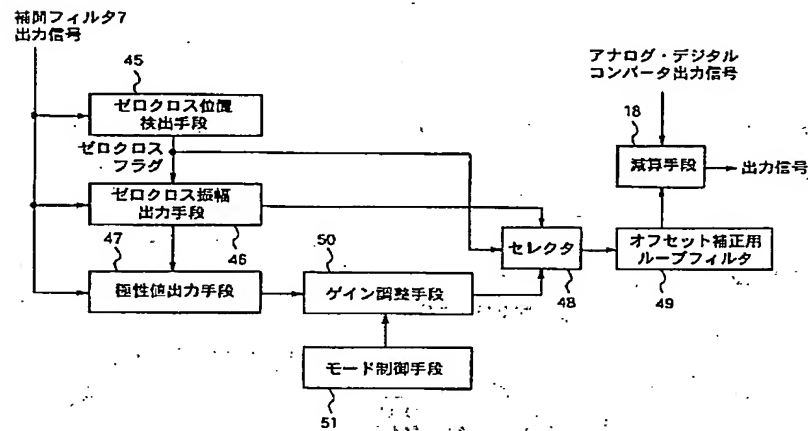 補間フィルタ7
出力信号
45
ゼロクロス位置
検出手段
ゼロクロス
フラグ
ゼロクロス振幅
出力手段
46
47
極性値出力手段
50
ゲイン調整手段
モード制御手段
51
セレクタ
48
アナログ・デジタル
コンバータ出力信号
18
減算手段
出力信号
オフセット補正用
ループフィルタ
49